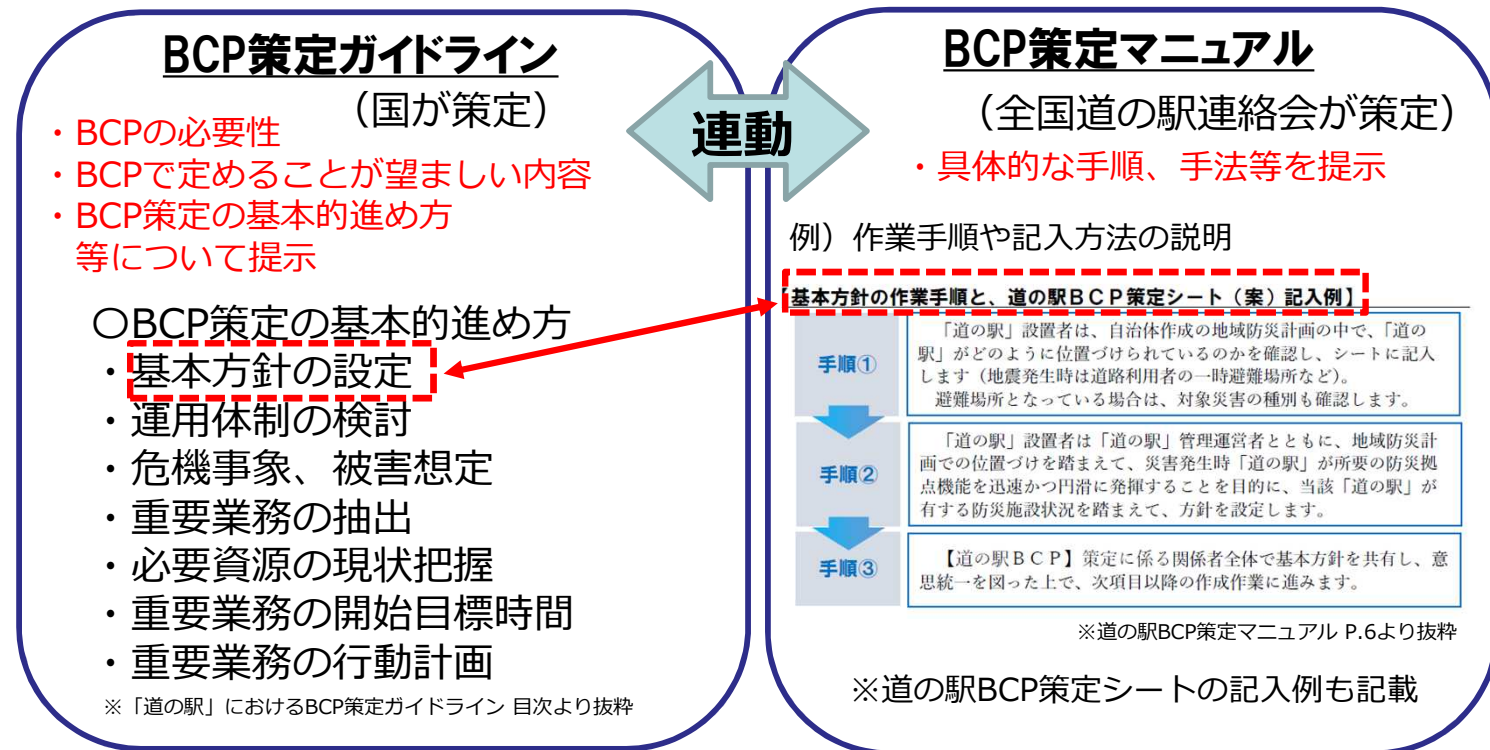 BCP策定ガイドライン
（国が策定）
・BCPの必要性
・BCPで定めることが望ましい内容
・BCP策定の基本的進め方
等について提示
〇BCP策定の基本的進め方
・基本方針の設定
・運用体制の検討
・危機事象、被害想定
・重要業務の抽出
・必要資源の現状把握
・重要業務の開始目標時間
・重要業務の行動計画
※「道の駅」におけるBCP策定ガイドライン 目次より抜粋
連動
BCP策定マニュアル
（全国道の駅連絡会が策定）
・具体的な手順、手法等を提示
例）作業手順や記入方法の説明
【基本方針の作業手順と、道の駅ＢＣＰ策定シート（案）記入例】
手順①
「道の駅」設置者は、自治体作成の地域防災計画の中で、「道の
駅」がどのように位置づけられているのかを確認し、シートに記入
します（地震発生時は道路利用者の一時避難場所など）。
避難場所となっている場合は、対象災害の種別も確認します。
手順②
「道の駅」設置者は「道の駅」管理運営者とともに、地域防災計
画での位置づけを踏まえて、災害発生時「道の駅」が所要の防災拠
点機能を迅速かつ円滑に発揮することを目的に、当該「道の駅」が
有する防災施設状況を踏まえて、方針を設定します。
手順③
【道の駅ＢＣＰ】策定に係る関係者全体で基本方針を共有し、意
思統一を図った上で、次項目以降の作成作業に進みます。
※道の駅BCP策定マニュアル P.6より抜粋
※道の駅BCP策定シートの記入例も記載